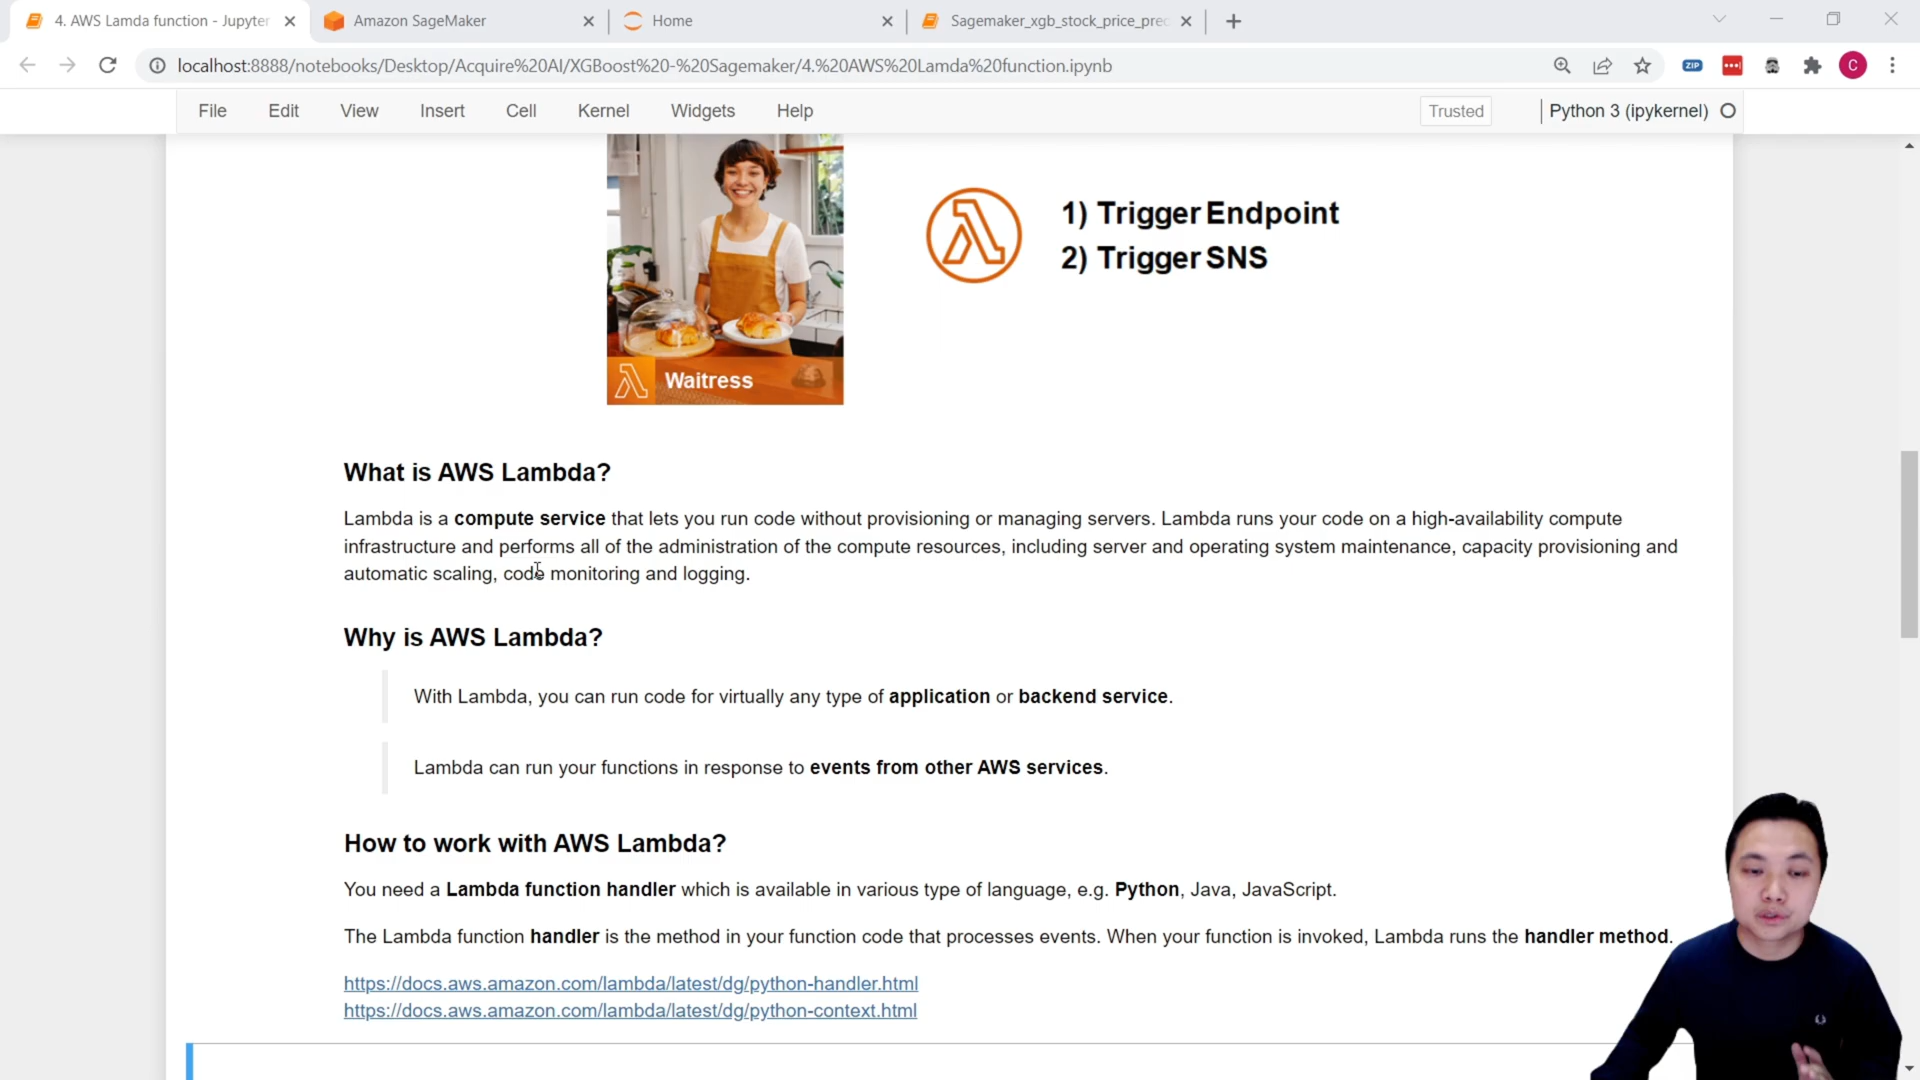 4. AWS Lamda function - Jupyter
Amazon SageMaker
Home
Sagemaker_xgb_stock_price_prec
localhost:8888/notebooks/Desktop/Acquire%20AI/XGBoost%20-%20Sagemaker/4.%20AWS%20Lamda%20function.ipynb
ZIP
C
File Edit View Insert Cell Kernel Widgets Help
Trusted
Python 3 (ipykernel)
1) Trigger Endpoint
2) Trigger SNS
Waitress
What is AWS Lambda?
Lambda is a compute service that lets you run code without provisioning or managing servers. Lambda runs your code on a high-availability compute
infrastructure and performs all of the administration of the compute resources, including server and operating system maintenance, capacity provisioning and
automatic scaling, code monitoring and logging.
Why is AWS Lambda?
With Lambda, you can run code for virtually any type of application or backend service.
Lambda can run your functions in response to events from other AWS services.
How to work with AWS Lambda?
You need a Lambda function handler which is available in various type of language, e.g. Python, Java, JavaScript.
The Lambda function handler is the method in your function code that processes events. When your function is invoked, Lambda runs the handler method.
https://docs.aws.amazon.com/lambda/latest/dg/python-handler.html
https://docs.aws.amazon.com/lambda/latest/dg/python-context.html